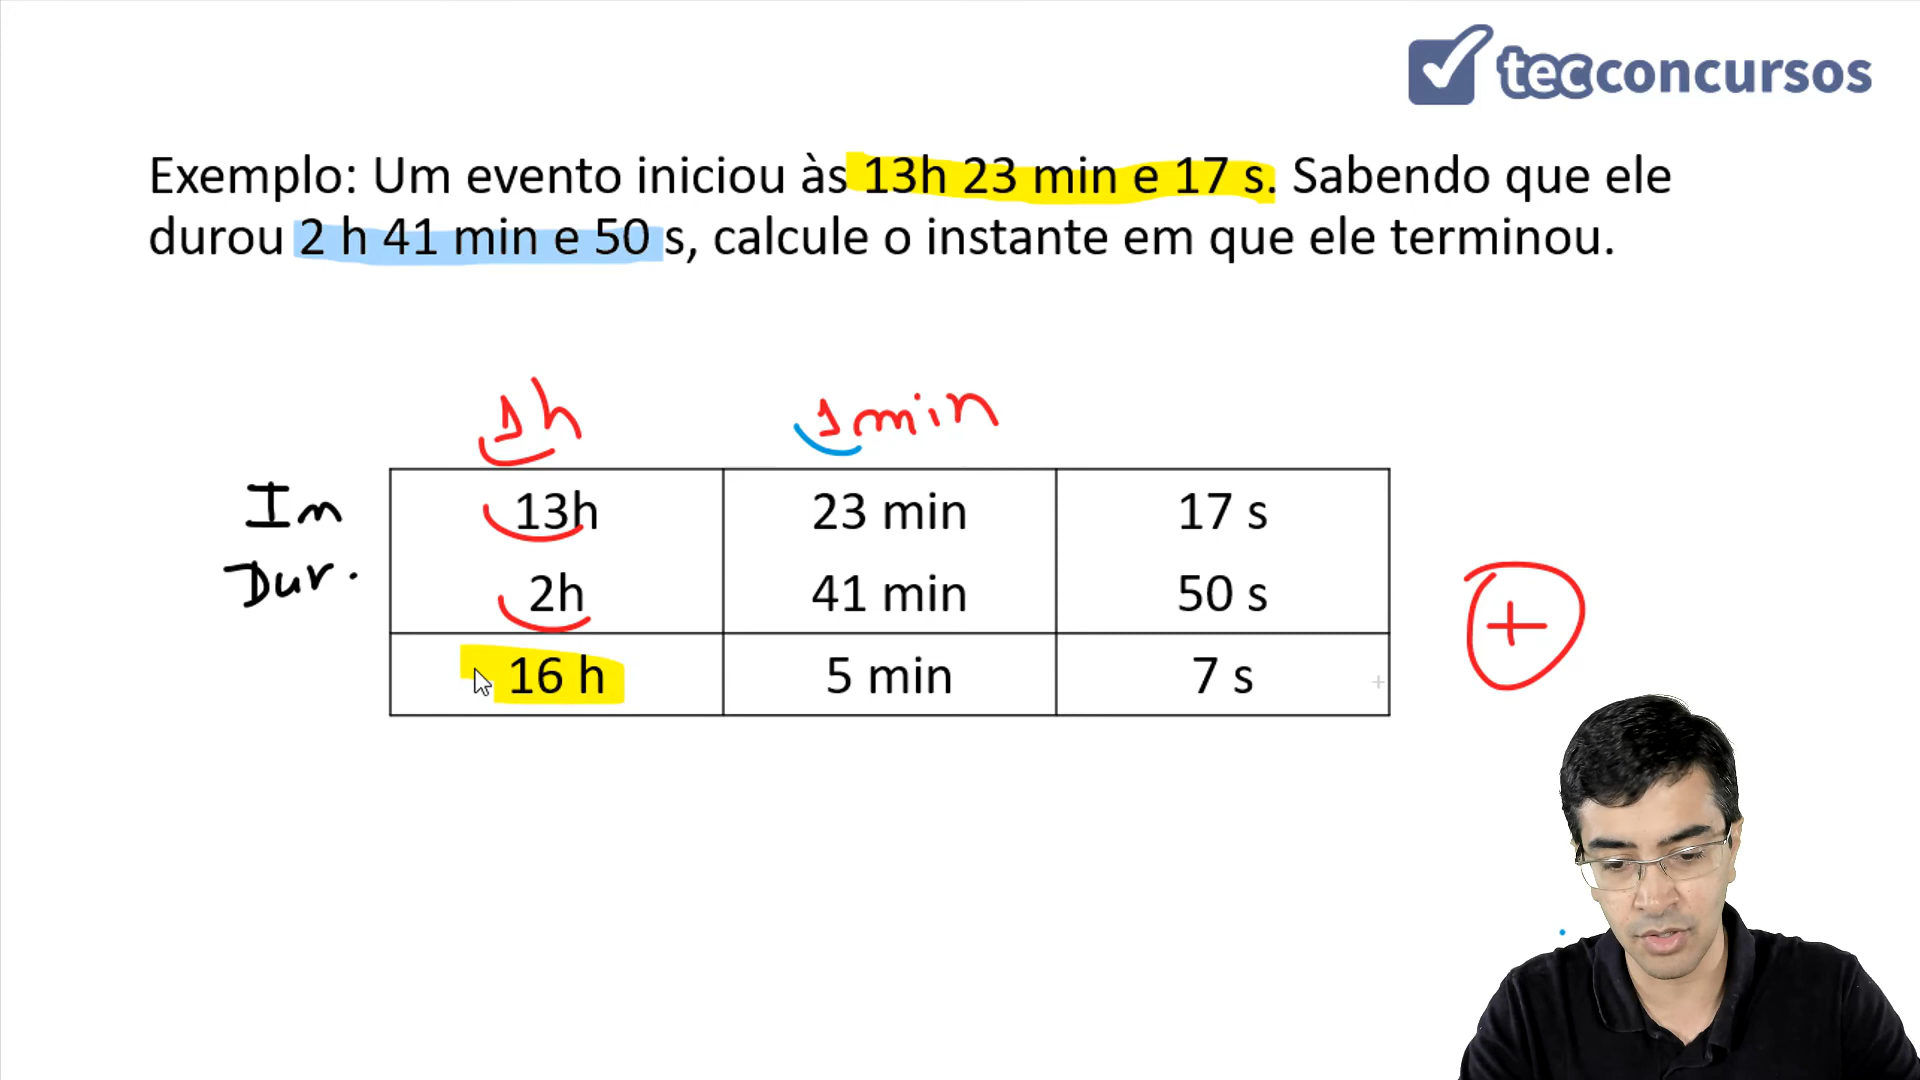 tecconcursos
Exemplo: Um evento iniciou às 13h 23 min e 17 s. Sabendo que ele
durou 2 h 41 min e 50 s, calcule o instante em que ele terminou.
1h 1min
In 13h 23 min 17 s
Dur. 2h 41 min 50 s
+
16 h 5 min 7 s